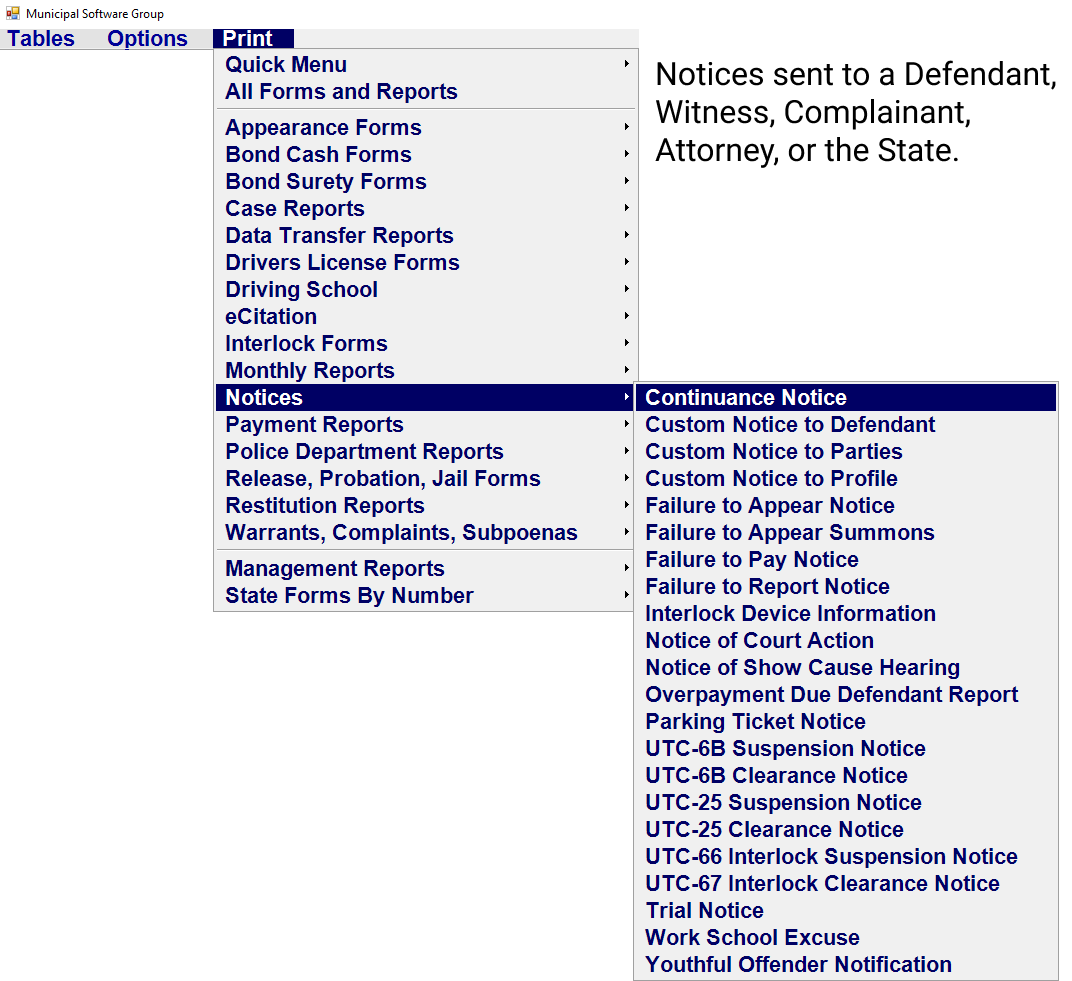 Municipal Software Group
Tables Options Print
Quick Menu
All Forms and Reports
Notices sent to a Defendant,
Witness, Complainant,
Attorney, or the State.
Appearance Forms
Bond Cash Forms
Bond Surety Forms
Case Reports
Data Transfer Reports
Drivers License Forms
Driving School
eCitation
Interlock Forms
Monthly Reports
Notices
Payment Reports
Police Department Reports
Release, Probation, Jail Forms
Restitution Reports
Warrants, Complaints, Subpoenas
Management Reports
State Forms By Number
Continuance Notice
Custom Notice to Defendant
Custom Notice to Parties
Custom Notice to Profile
Failure to Appear Notice
Failure to Appear Summons
Failure to Pay Notice
Failure to Report Notice
Interlock Device Information
Notice of Court Action
Notice of Show Cause Hearing
Overpayment Due Defendant Report
Parking Ticket Notice
UTC-6B Suspension Notice
UTC-6B Clearance Notice
UTC-25 Suspension Notice
UTC-25 Clearance Notice
UTC-66 Interlock Suspension Notice
UTC-67 Interlock Clearance Notice
Trial Notice
Work School Excuse
Youthful Offender Notification